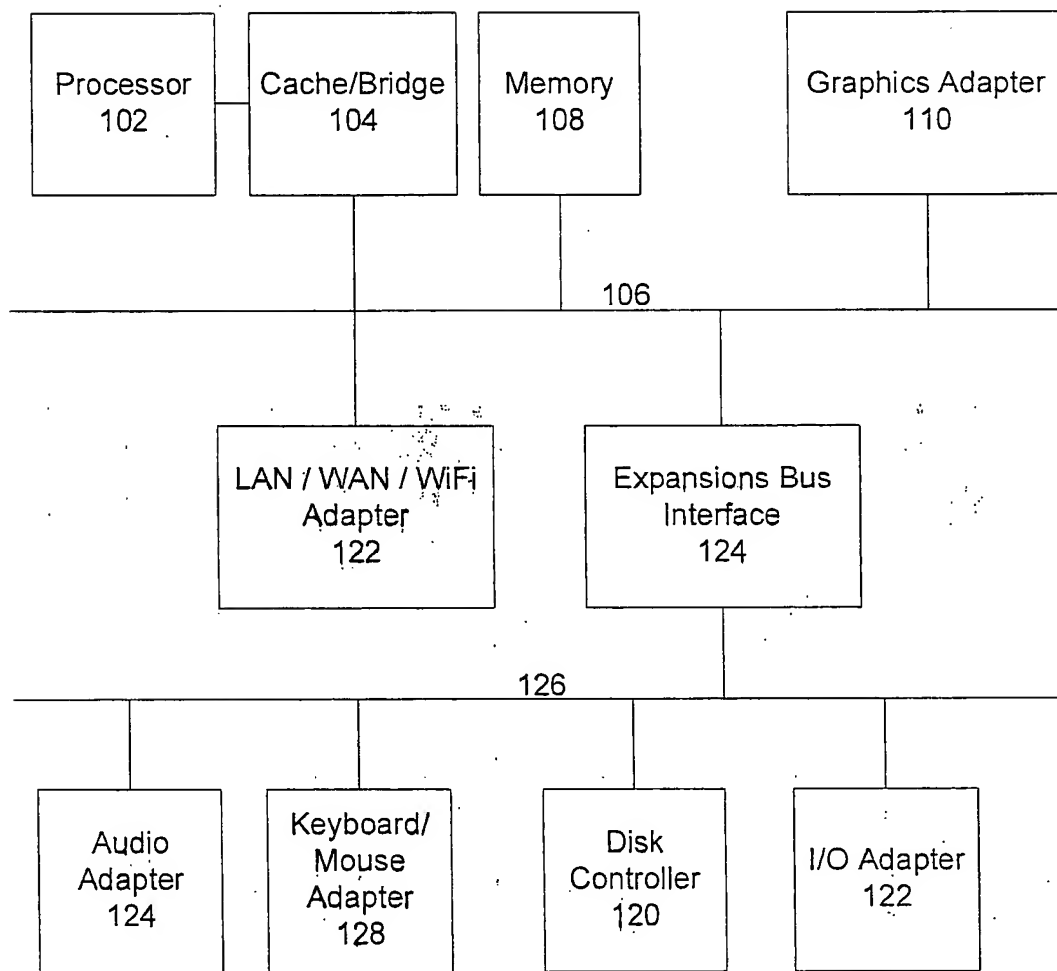 Processor
102
Cache/Bridge
104
Memory
108
Graphics Adapter
110
106
LAN / WAN / WiFi
Adapter
122
Expansions Bus
Interface
124
126
Audio
Adapter
124
Keyboard/
Mouse
Adapter
128
Disk
Controller
120
I/O Adapter
122